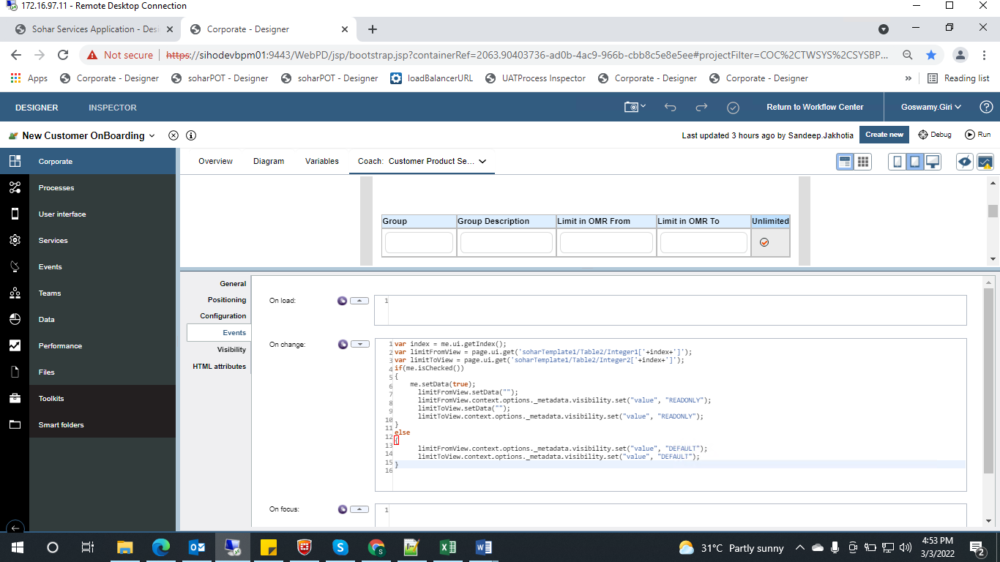 172.16.97.11 - Remote Desktop Connection
Sohar Services Application - Desi
Corporate - Designer
Not secure
https://sihodevbpm01:9443/WebPD/jsp/bootstrap.jsp?containerRef=2063.90403736-ad0b-4ac9-966b-cbb8c5e8e5ee#projectFilter=COC%2CTWSYS%2CSYSBP...
Apps
Corporate - Designer
soharPOT - Designer
soharPOT - Designer
loadBalancerURL
UATProcess Inspector
Corporate - Designer
Corporate - Designer
»
Reading list
DESIGNER
INSPECTOR
Return to Workflow Center
Goswamy.Giri
New Customer OnBoarding
Last updated 3 hours ago by Sandeep.Jakhotia
Create new
Debug
Run
Corporate
Processes
User interface
Services
Events
Teams
Data
Performance
Files
Toolkits
Smart folders
Overview
Diagram
Variables
Coach: Customer Product Se...
Group
Group Description
Limit in OMR From
Limit in OMR To
Unlimited
General
Positioning
Configuration
Events
Visibility
HTML attributes
On load:
1
On change:
1 var index = me.ui.getIndex();
2 var limitFromView = page.ui.get('soharTemplate1/Table2/Integer1['+index+']');
3 var limitToView = page.ui.get('soharTemplate1/Table2/Integer2['+index+']');
4 if(me.isChecked())
5 {
6 me.setData(true);
7 limitFromView.setData("");
8 limitFromView.context.options._metadata.visibility.set("value", "READONLY");
9 limitToView.setData("");
10 limitToView.context.options._metadata.visibility.set("value", "READONLY");
11 }
12 else
13 {
14 limitFromView.context.options._metadata.visibility.set("value", "DEFAULT");
15 limitToView.context.options._metadata.visibility.set("value", "DEFAULT");
16 }
On focus:
1
31°C Partly sunny
4:53 PM
3/3/2022
2